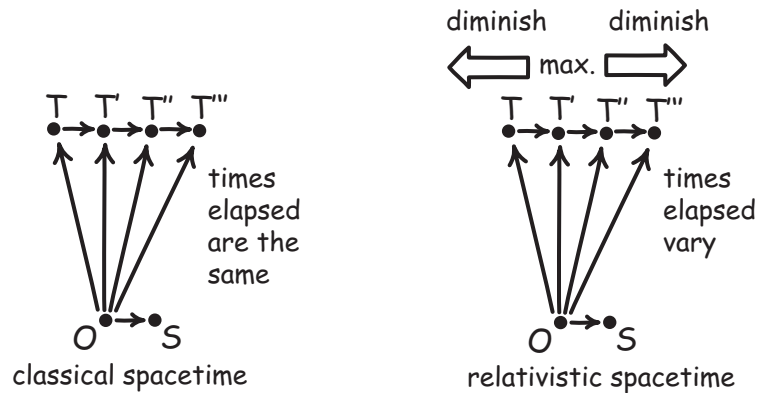 diminish diminish
max.
T T' T'' T'''
times
elapsed
are the
same
O S
classical spacetime
T T' T'' T'''
times
elapsed
vary
O S
relativistic spacetime